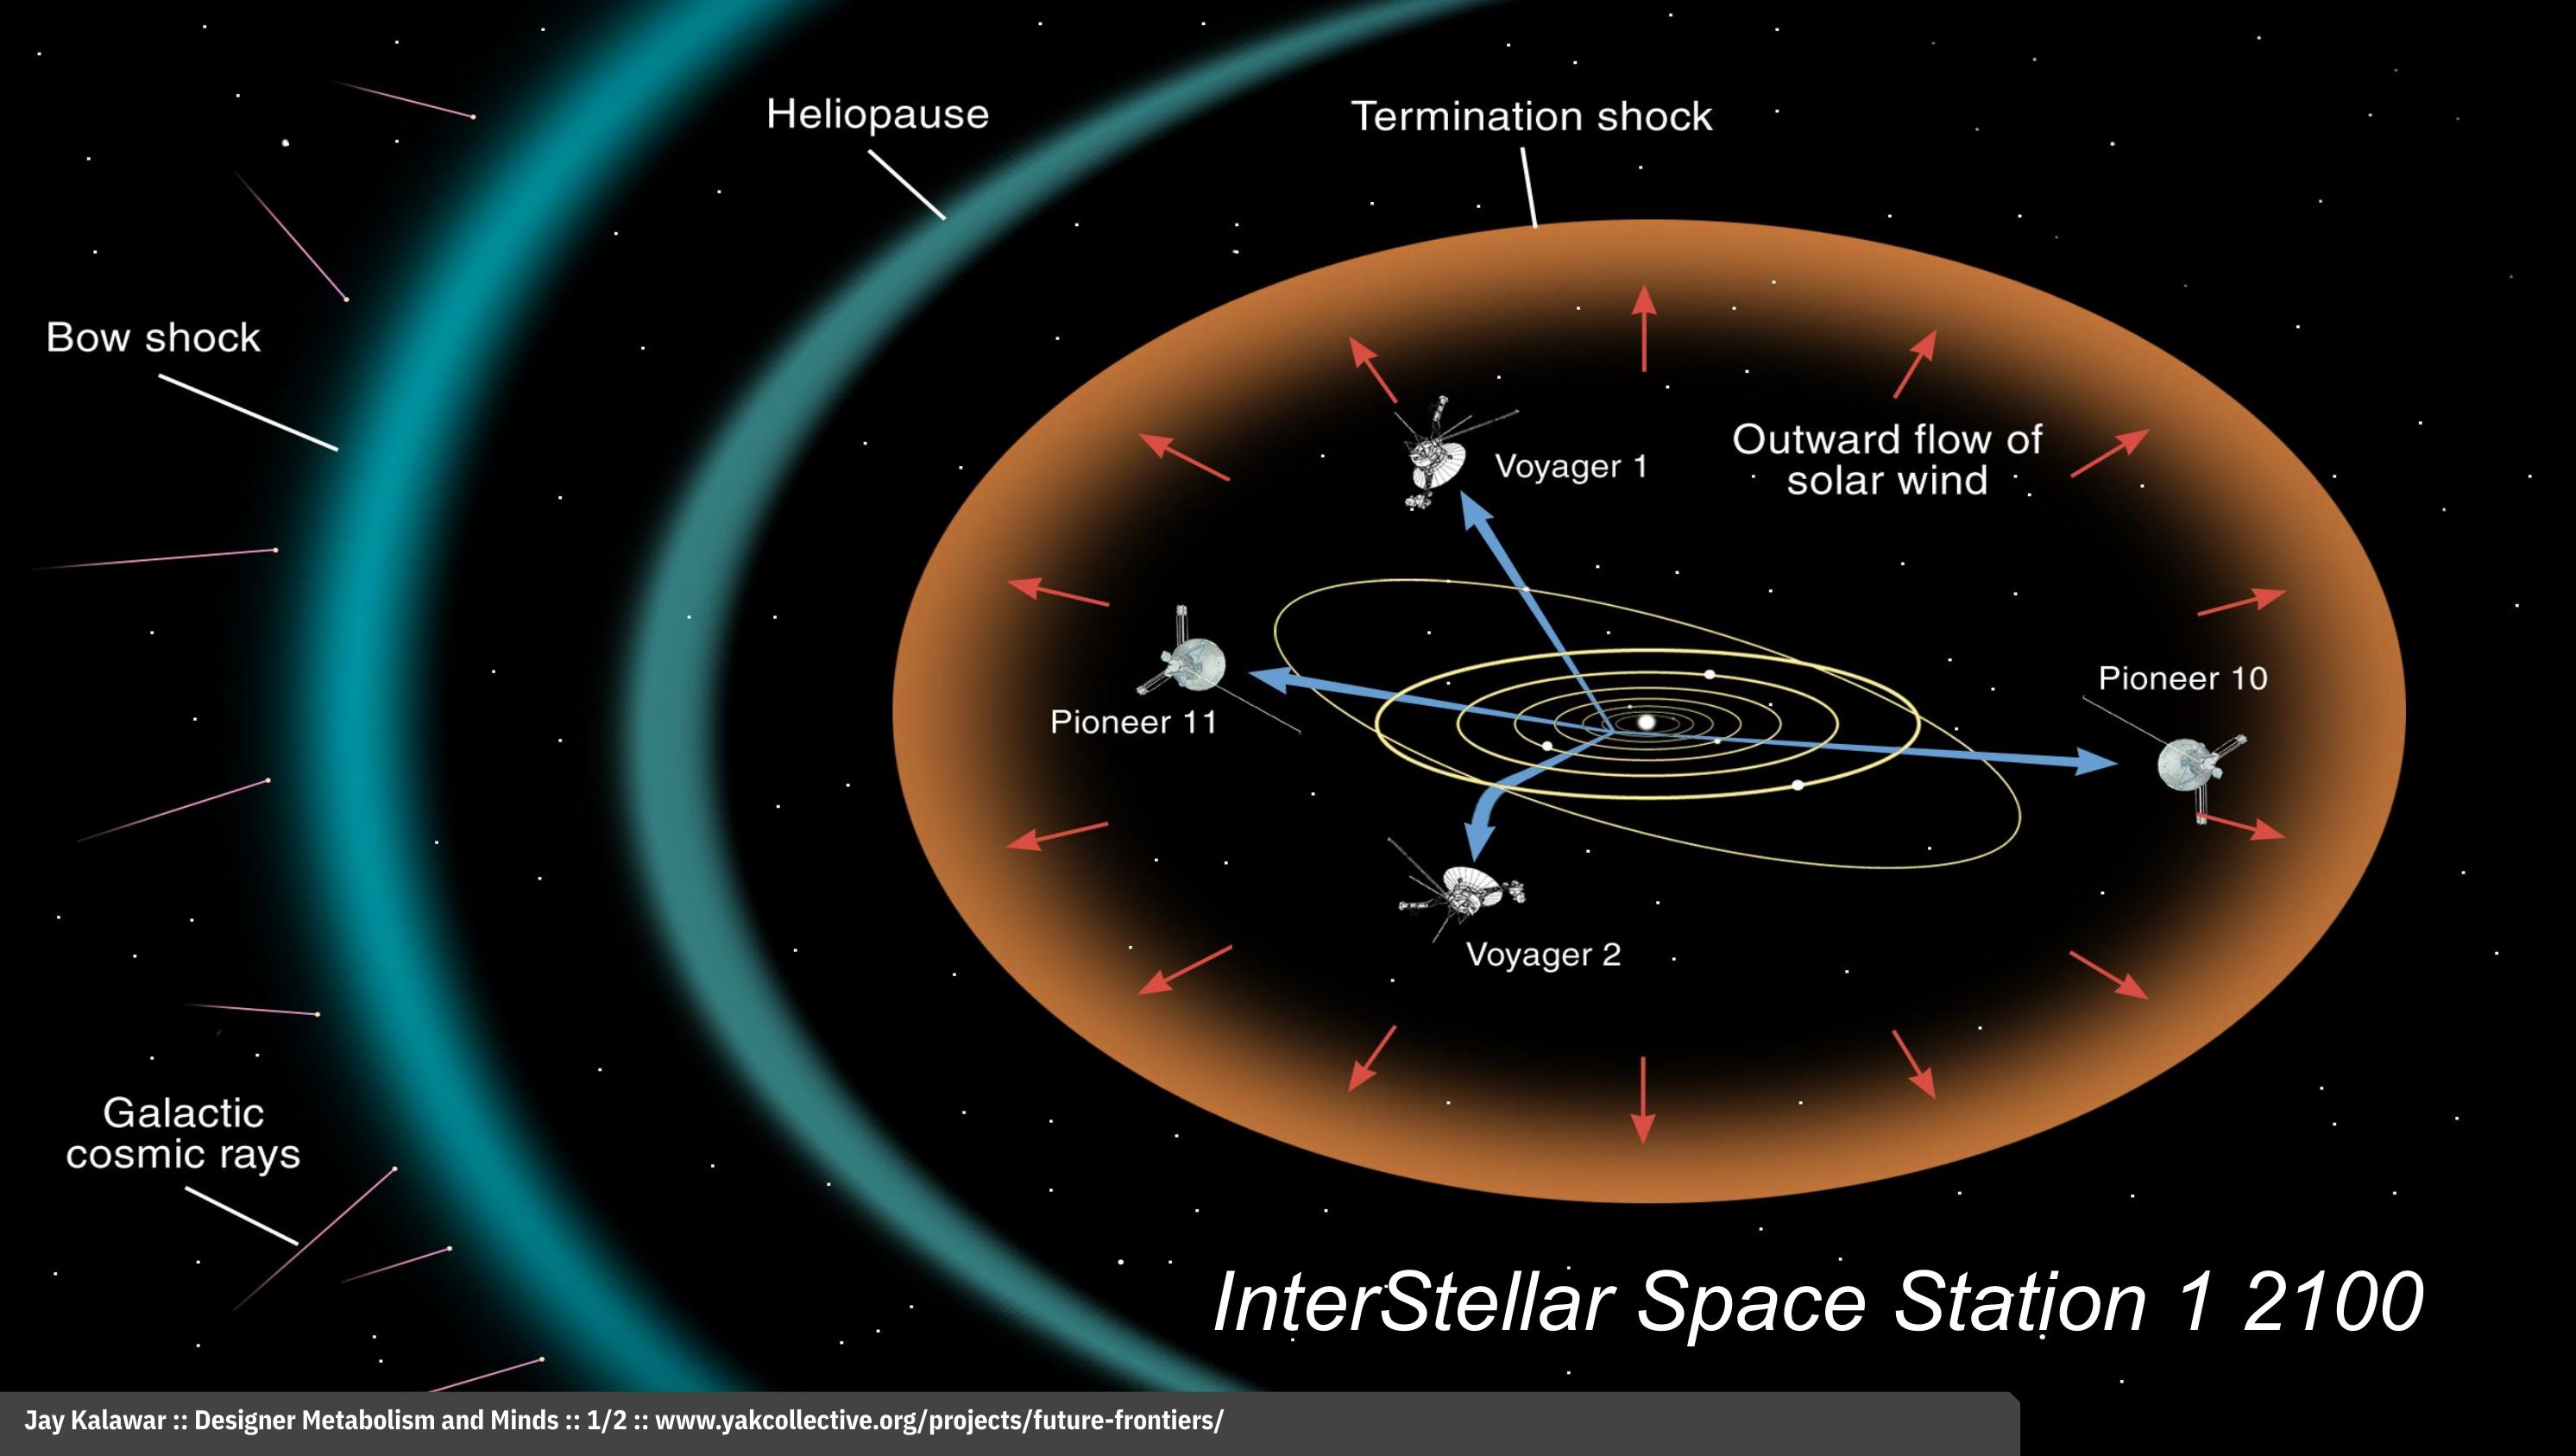 Heliopause
Termination shock
Bow shock
Voyager 1
Outward flow of
solar wind
Pioneer 10
Pioneer 11
Voyager 2
Galactic
cosmic rays
InterStellar Space Station 1 2100
Jay Kalawar :: Designer Metabolism and Minds :: 1/2 :: www.yakcollective.org/projects/future-frontiers/